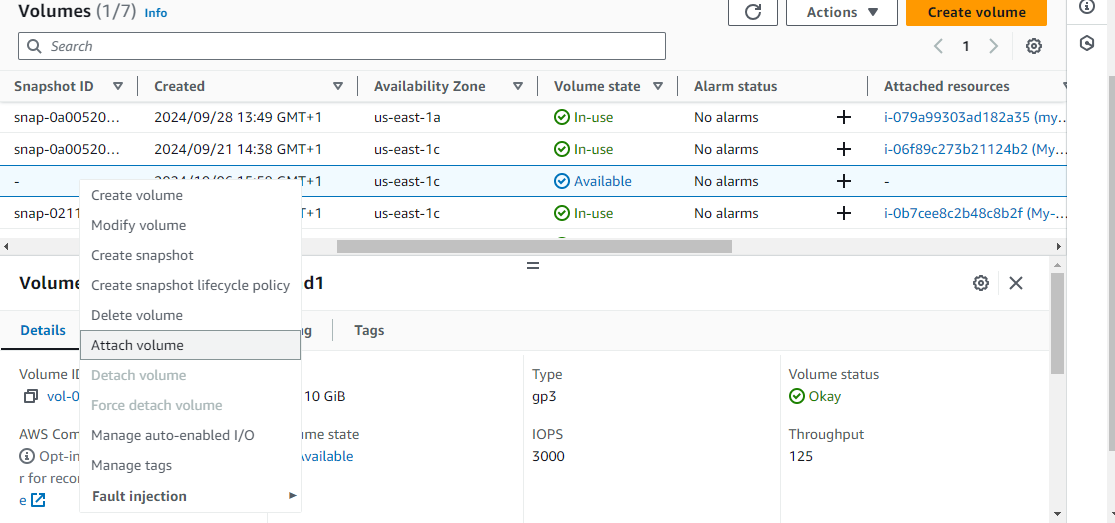 Volumes (1/7) Info
Actions ▼ Create volume
Search
1
Snapshot ID Created Availability Zone Volume state Alarm status Attached resources
snap-0a00520... 2024/09/28 13:49 GMT+1 us-east-1a In-use No alarms + i-079a99303ad182a35 (my-
snap-0a00520... 2024/09/21 14:38 GMT+1 us-east-1c In-use No alarms + i-06f89c273b21124b2 (My...
- GMT+1 us-east-1c Available No alarms + -
snap-0211 GMT+1 us-east-1c In-use No alarms + i-0b7cee8c2b48c8b2f (My-
Create volume
Modify volume
Create snapshot
Create snapshot lifecycle policy
Delete volume
Attach volume
Detach volume
Force detach volume
Manage auto-enabled I/O
Manage tags
Fault injection
Volume d1
Details ng Tags
Volume ID Type Volume status
vol-0 10 GiB gp3 Okay
AWS Com ume state IOPS Throughput
Opt-in Available 3000 125
r for recor
e